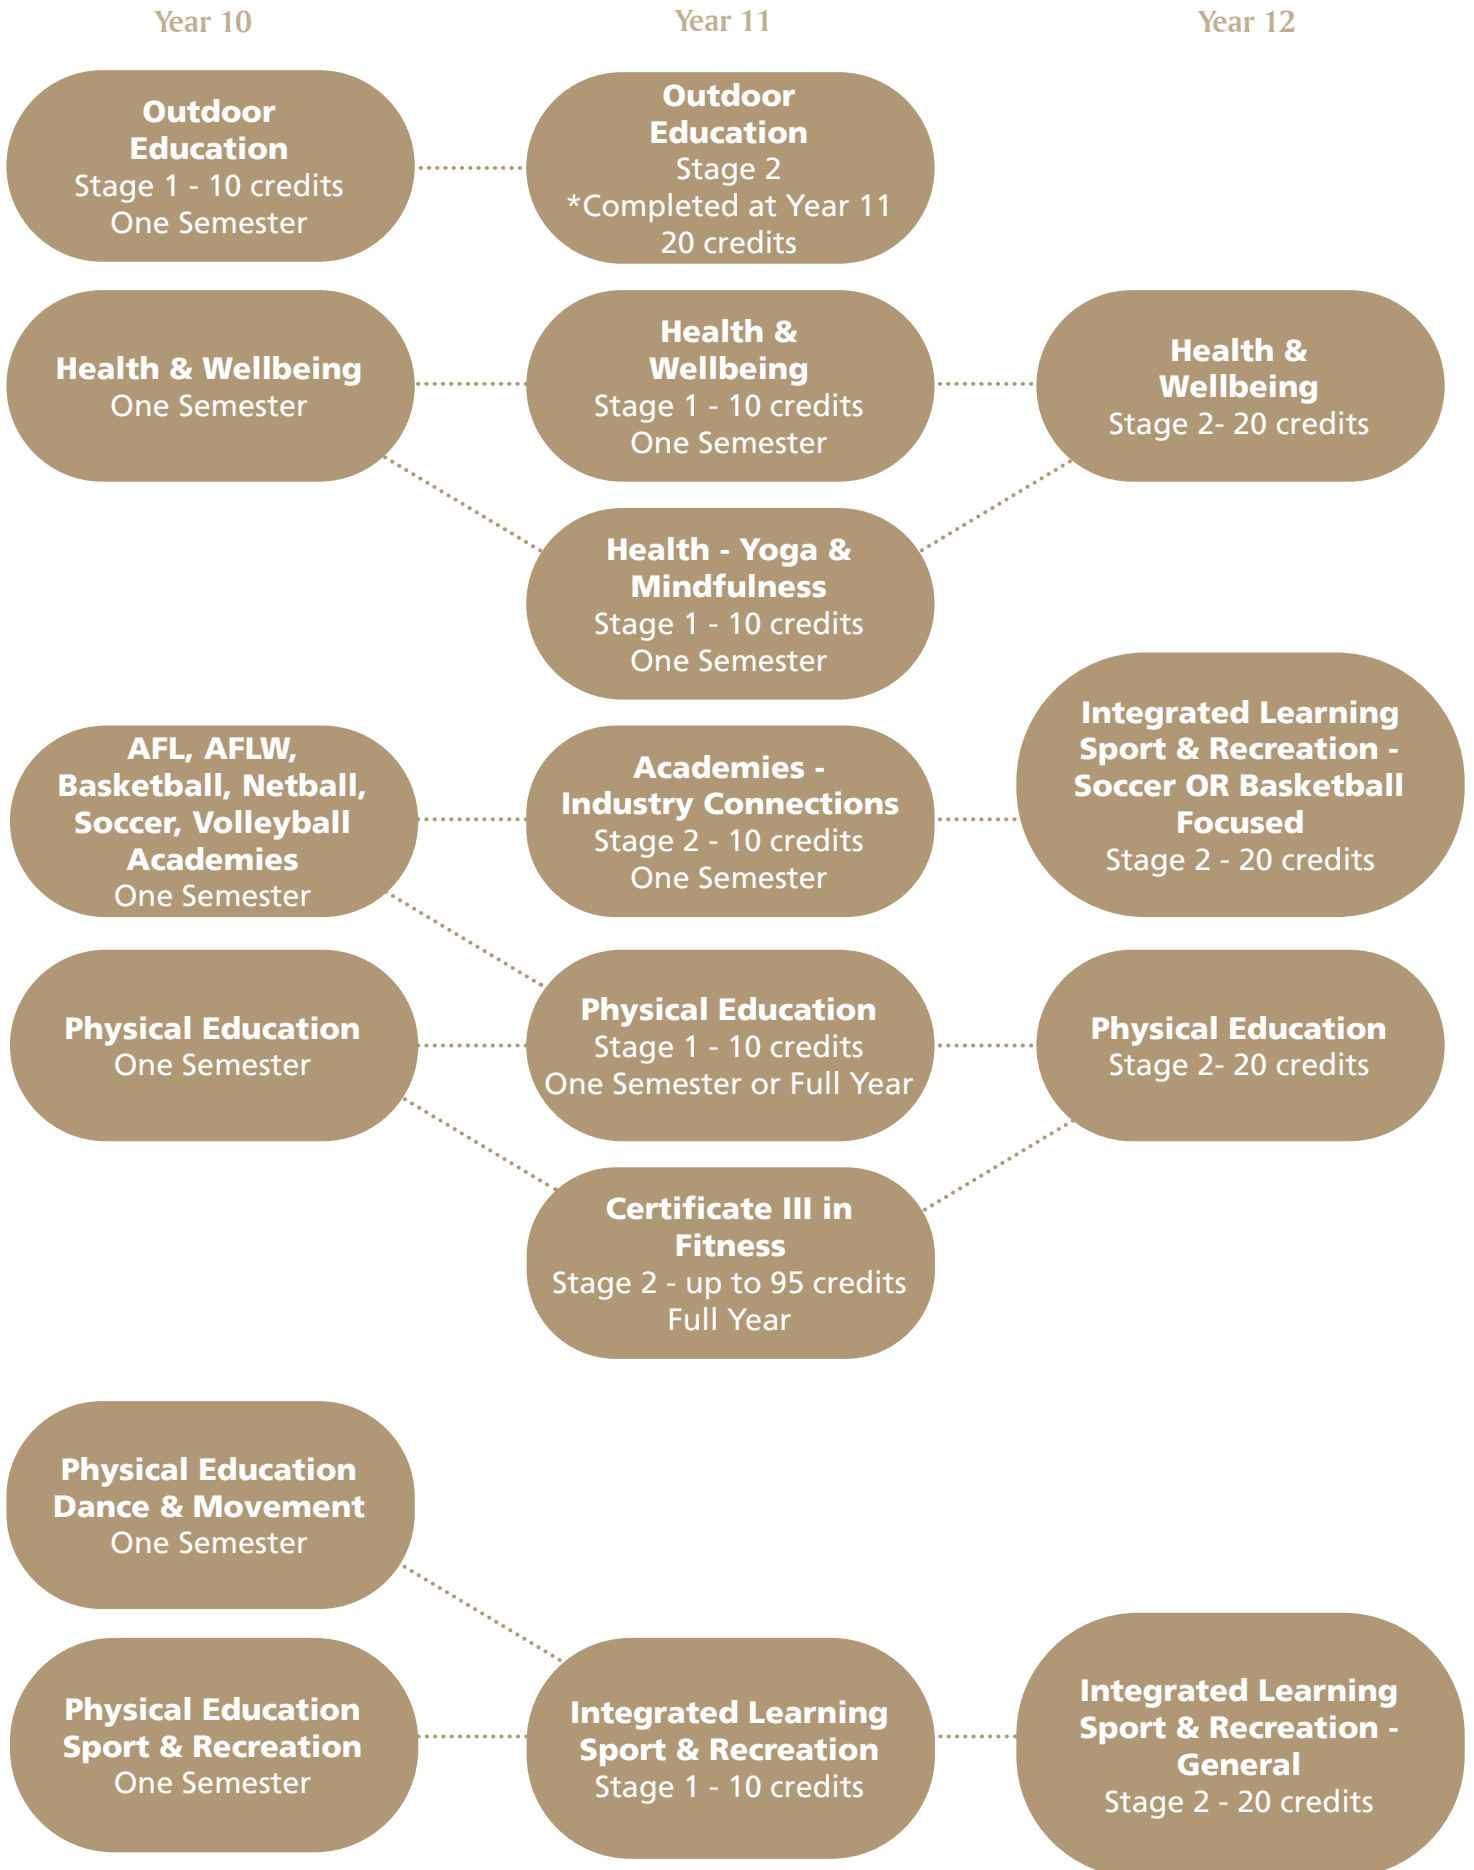 Year 10
Year 11
Year 12
Outdoor
Education
Stage 1 - 10 credits
One Semester
Outdoor
Education
Stage 2
*Completed at Year 11
20 credits
Health & Wellbeing
One Semester
Health &
Wellbeing
Stage 1 - 10 credits
One Semester
Health &
Wellbeing
Stage 2- 20 credits
Health - Yoga &
Mindfulness
Stage 1 - 10 credits
One Semester
AFL, AFLW,
Basketball, Netball,
Soccer, Volleyball
Academies
One Semester
Academies -
Industry Connections
Stage 2 - 10 credits
One Semester
Integrated Learning
Sport & Recreation -
Soccer OR Basketball
Focused
Stage 2 - 20 credits
Physical Education
One Semester
Physical Education
Stage 1 - 10 credits
One Semester or Full Year
Physical Education
Stage 2- 20 credits
Certificate III in
Fitness
Stage 2 - up to 95 credits
Full Year
Physical Education
Dance & Movement
One Semester
Physical Education
Sport & Recreation
One Semester
Integrated Learning
Sport & Recreation
Stage 1 - 10 credits
Integrated Learning
Sport & Recreation -
General
Stage 2 - 20 credits